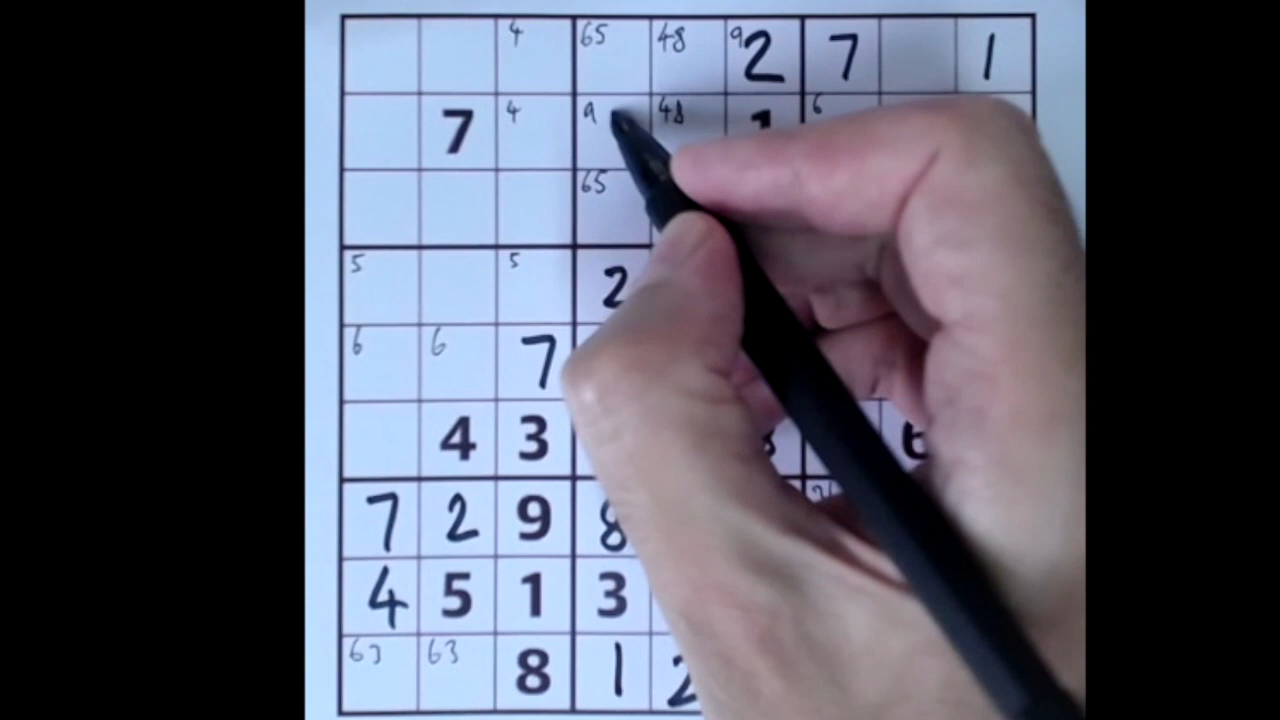 4 65 48 9 2 7 1
7 4 9 48 1 6
65
5 5 2
6 6 7
4 3 6
7 2 9 8
4 5 1 3
63 63 8 1 2